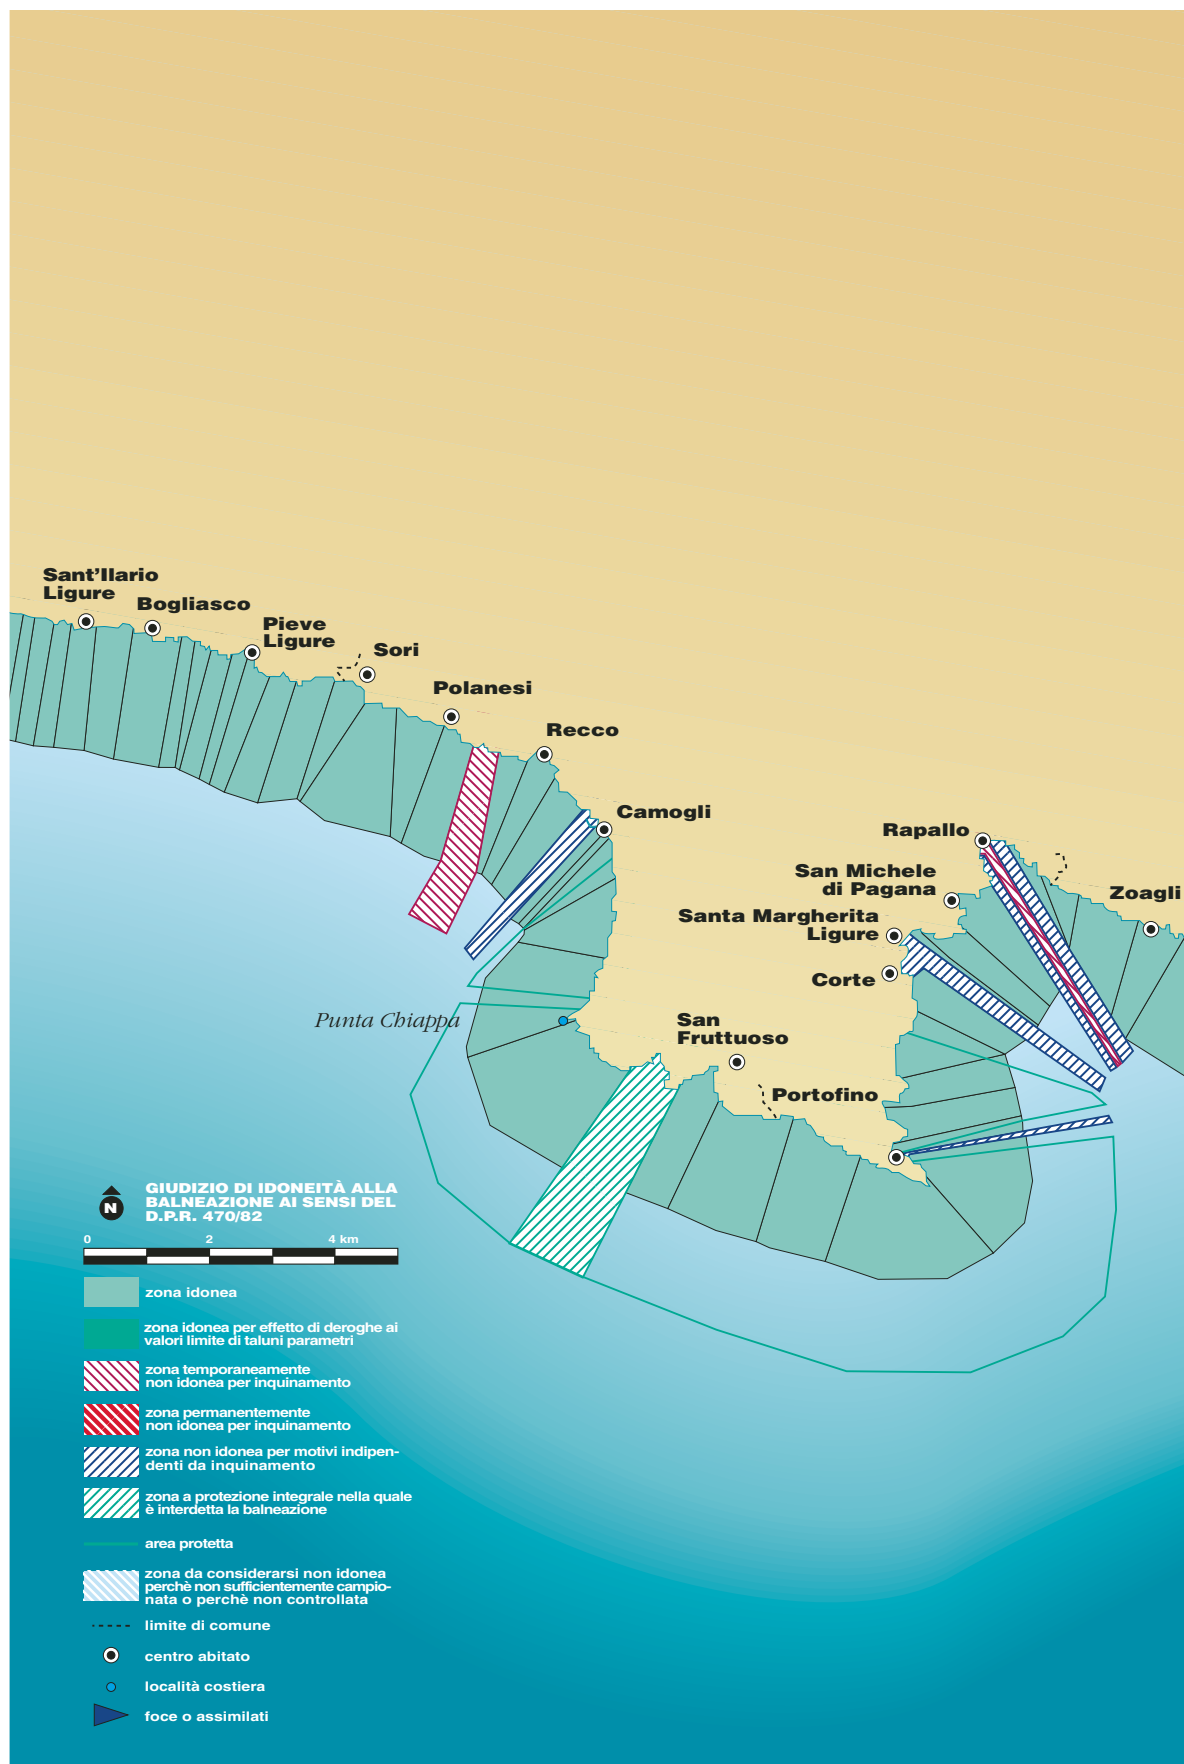 Sant'Ilario
Ligure
Bogliasco
Pieve
Ligure
Sori
Polanesi
Recco
Camogli
Rapallo
San Michele
di Pagana
Zoagli
Santa Margherita
Ligure
Corte
Punta Chiappa
San
Fruttuoso
Portofino
N
GIUDIZIO DI IDONEITÀ ALLA
BALNEAZIONE AI SENSI DEL
D.P.R. 470/82
0 2 4 km
zona idonea
zona idonea per effetto di deroghe ai
valori limite di taluni parametri
zona temporaneamente
non idonea per inquinamento
zona permanentemente
non idonea per inquinamento
zona non idonea per motivi indipen-
denti da inquinamento
zona a protezione integrale nella quale
è interdetta la balneazione
area protetta
zona da considerarsi non idonea
perchè non sufficientemente campio-
nata o perchè non controllata
limite di comune
centro abitato
località costiera
foce o assimilati